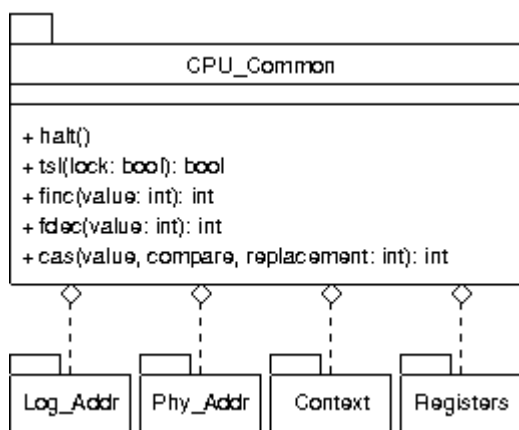 CPU_Common
+ halt()
+ tsl(lock: bool): bool
+ finc(value: int): int
+ fdec(value: int): int
+ cas(value, compare, replacement: int): int
Log_Addr Phy_Addr Context Registers